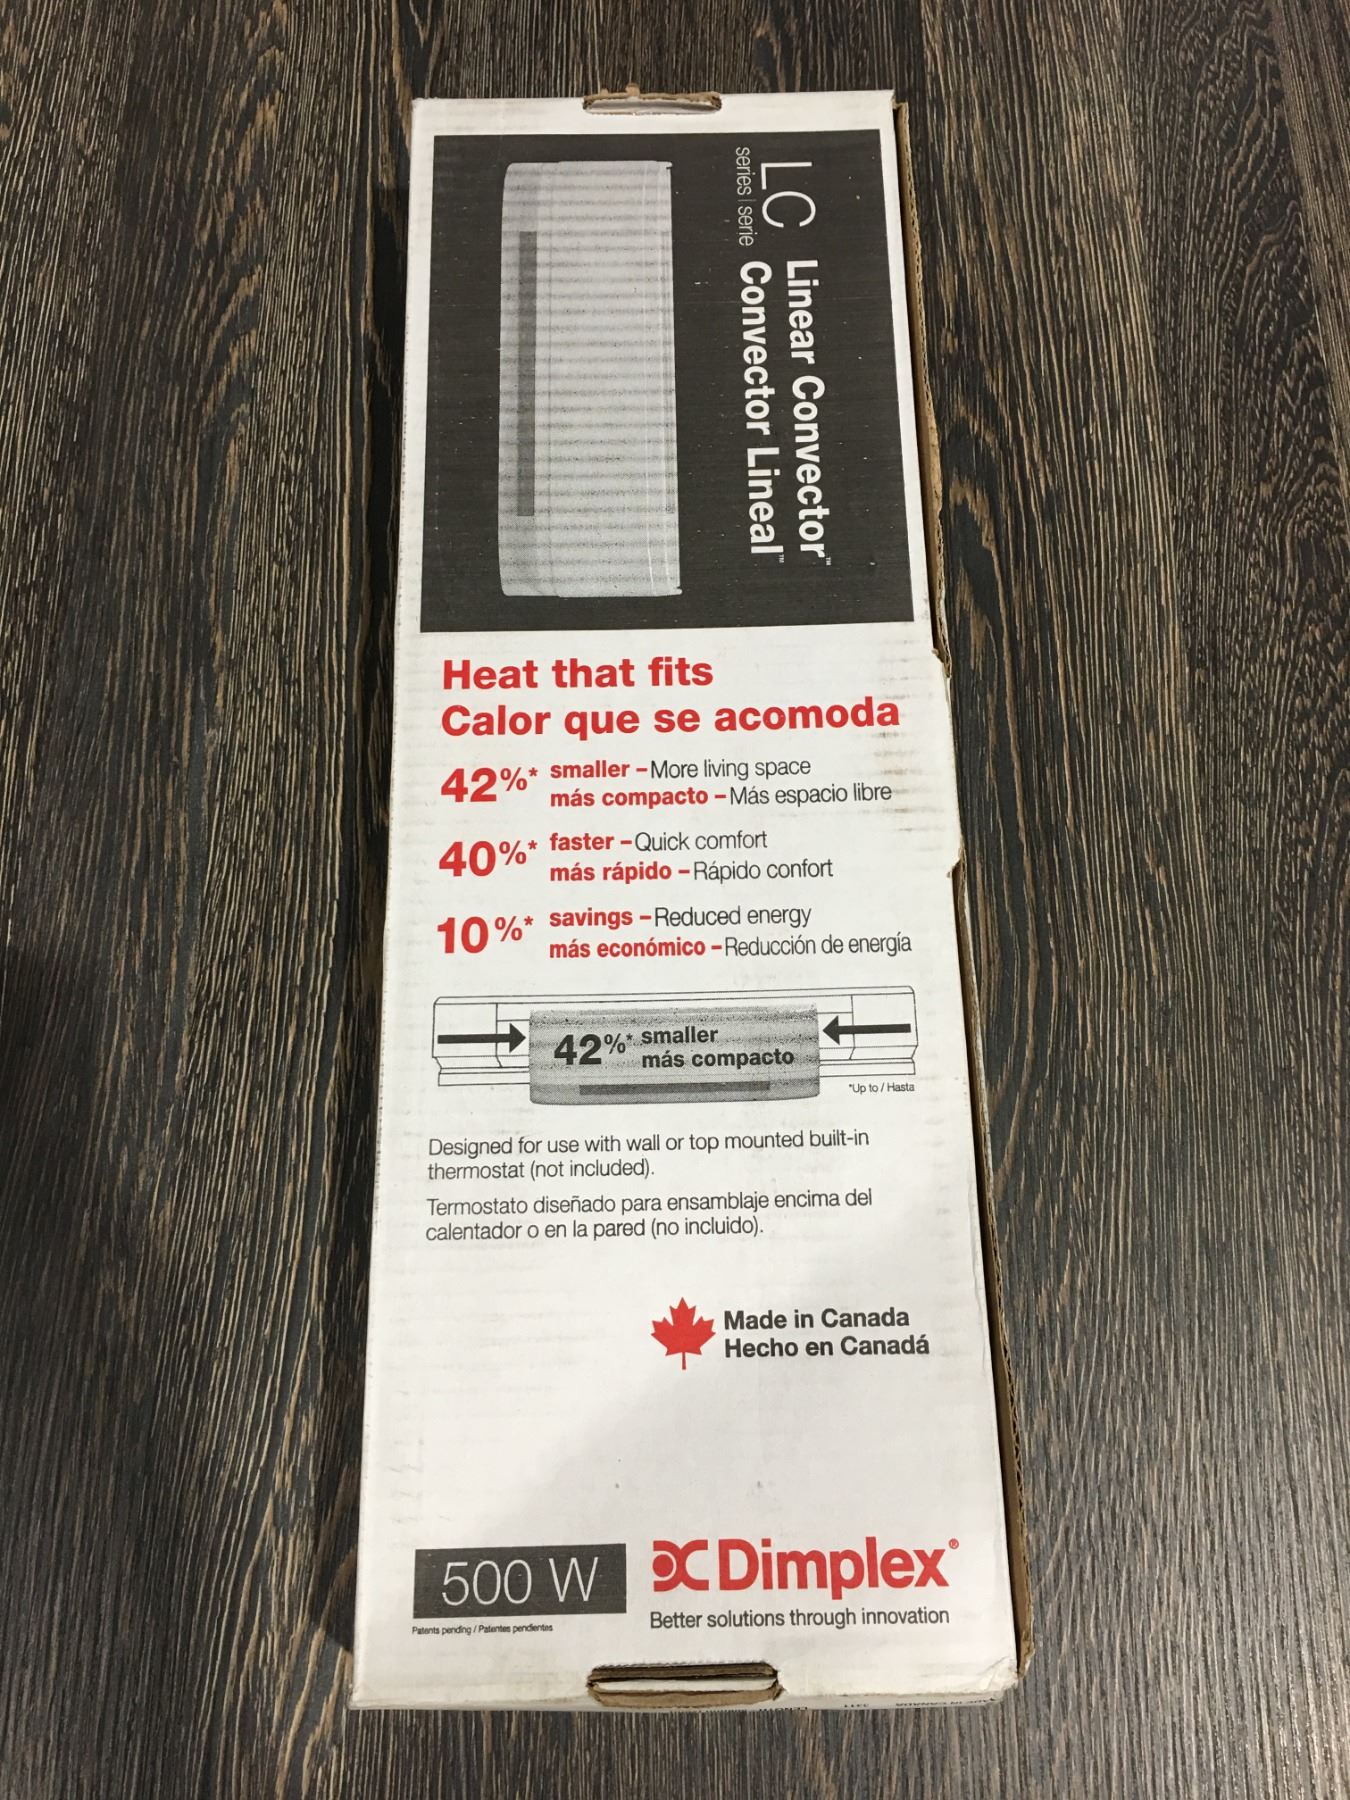 LC Linear Convector™
series | serie Convector Lineal™
Heat that fits
Calor que se acomoda
42%* smaller – More living space
más compacto – Más espacio libre
40%* faster – Quick comfort
más rápido – Rápido confort
10%* savings – Reduced energy
más económico – Reducción de energía
42%* smaller
más compacto
*Up to / Hasta
Designed for use with wall or top mounted built-in
thermostat (not included).
Termostato diseñado para ensamblaje encima del
calentador o en la pared (no incluido).
Made in Canada
Hecho en Canadá
500 W
Patents pending / Patentes pendientes
Dimplex®
Better solutions through innovation